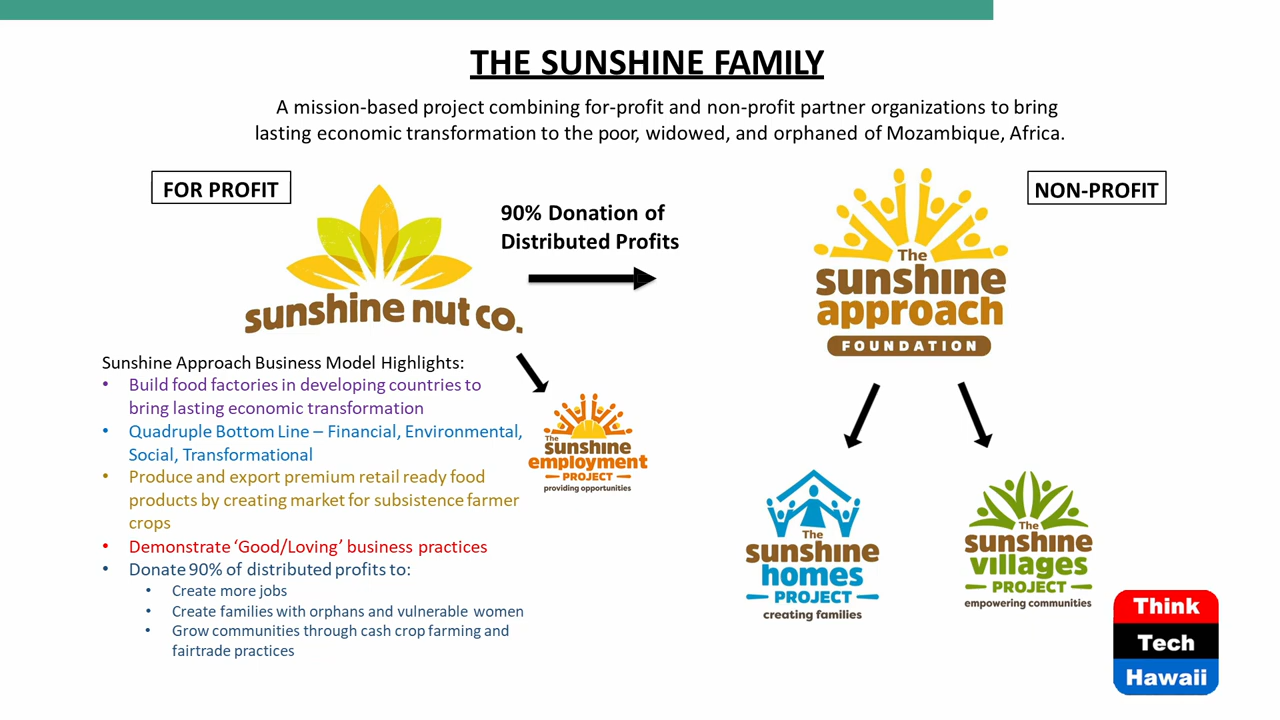 THE SUNSHINE FAMILY
A mission-based project combining for-profit and non-profit partner organizations to bring
lasting economic transformation to the poor, widowed, and orphaned of Mozambique, Africa.
FOR PROFIT
sunshine nut co.
90% Donation of
Distributed Profits
NON-PROFIT
The
sunshine
approach
FOUNDATION
Sunshine Approach Business Model Highlights:
• Build food factories in developing countries to
bring lasting economic transformation
• Quadruple Bottom Line – Financial, Environmental,
Social, Transformational
• Produce and export premium retail ready food
products by creating market for subsistence farmer
crops
• Demonstrate ‘Good/Loving’ business practices
• Donate 90% of distributed profits to:
• Create more jobs
• Create families with orphans and vulnerable women
• Grow communities through cash crop farming and
fairtrade practices
The
sunshine
employment
PROJECT
providing opportunities
The
sunshine
homes
PROJECT
creating families
The
sunshine
villages
PROJECT
empowering communities
Think
Tech
Hawaii